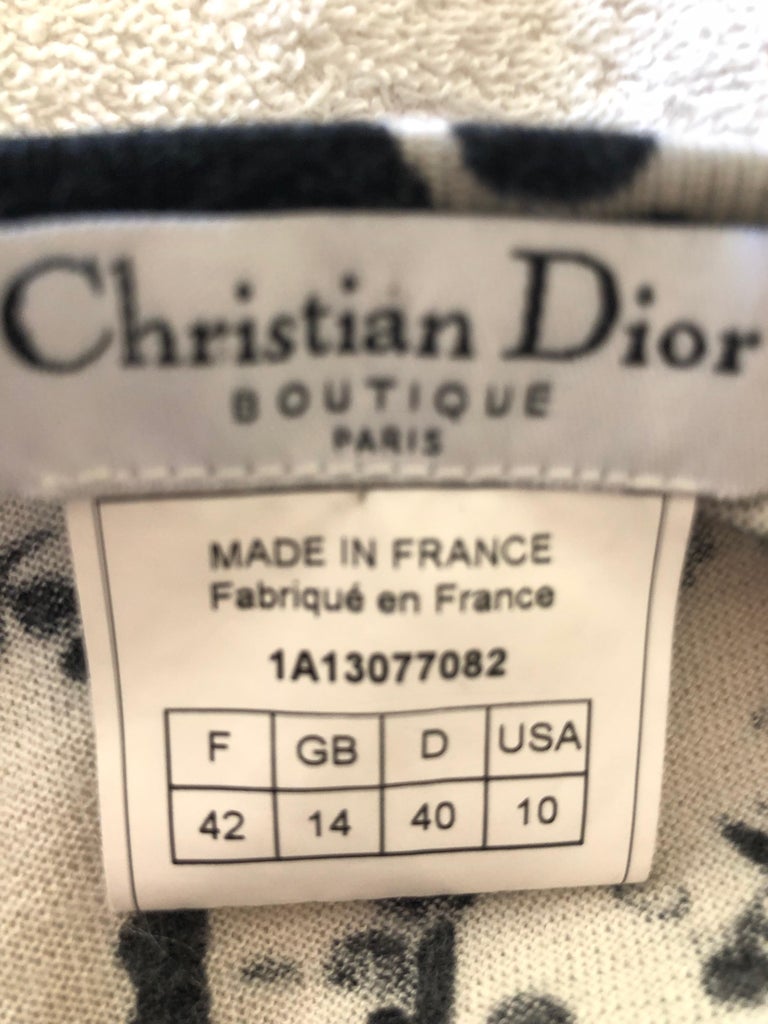 Christian Dior
BOUTIQUE
PARIS
MADE IN FRANCE
Fabriqué en France
1A13077082
F GB D USA
42 14 40 10